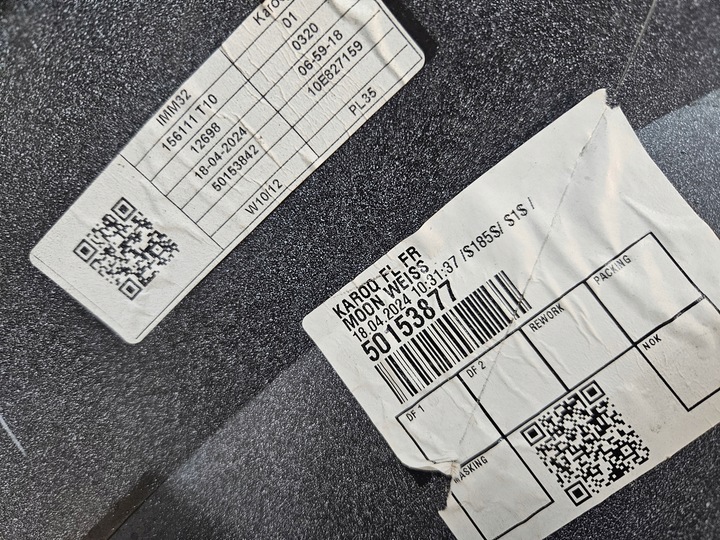 IMM32
156111 T10
12698
18-04-2024
50153842
W10I12
01
0320
06-59-18
10E827159
PL35
KAROQ FL FR
MOON WEISS
18.04.2024 10:31:37 /S185S/ S1S /
50153877
DF 1
DF 2
REWORK
PACKING
MASKING
NOK